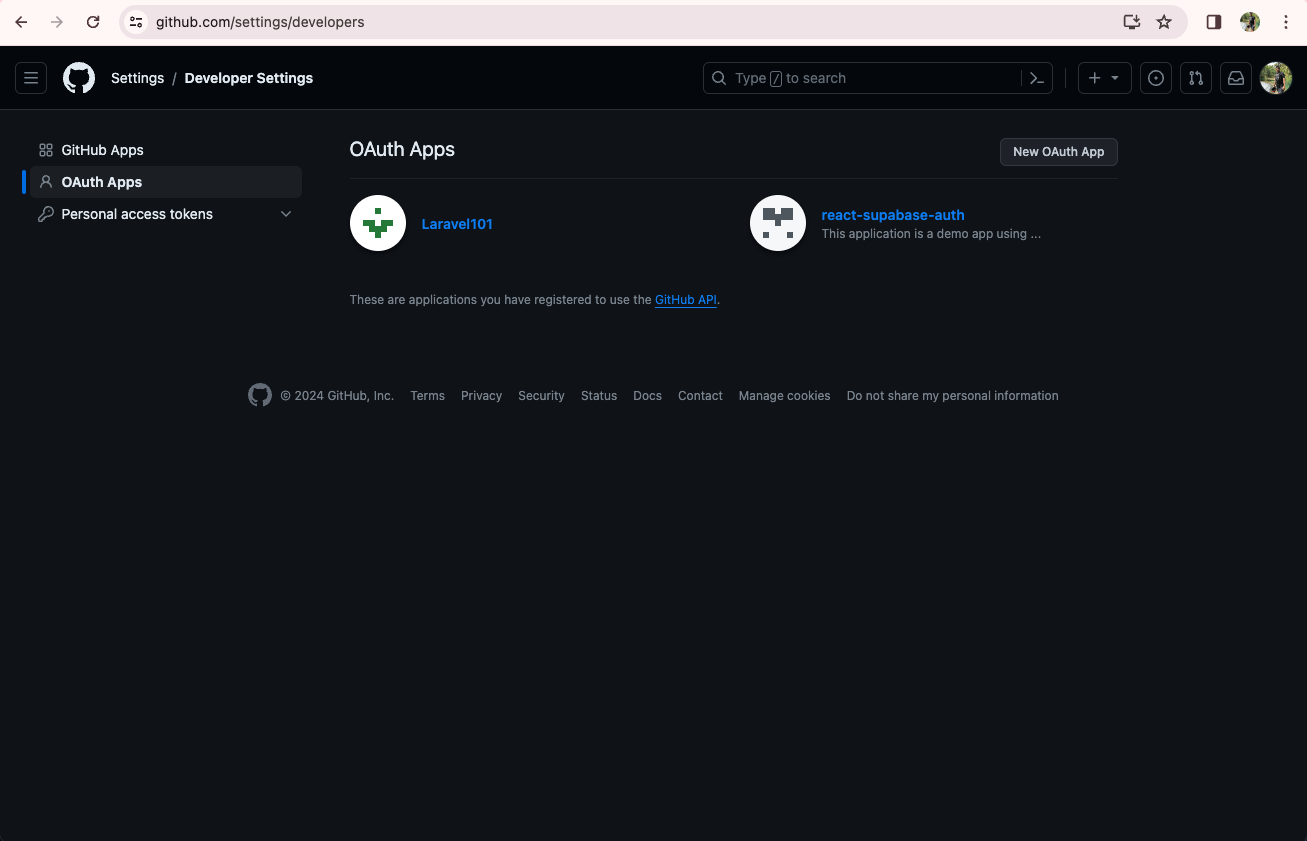 github.com/settings/developers
Settings / Developer Settings
Type / to search
GitHub Apps
OAuth Apps
Personal access tokens
OAuth Apps
New OAuth App
Laravel101
react-supabase-auth
This application is a demo app using ...
These are applications you have registered to use the GitHub API.
© 2024 GitHub, Inc. Terms Privacy Security Status Docs Contact Manage cookies Do not share my personal information